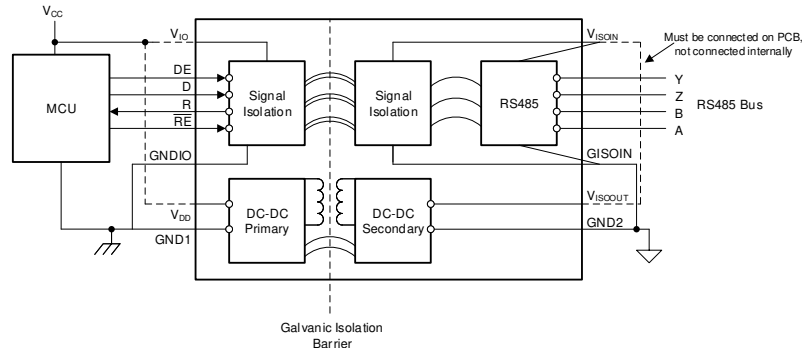 VCC
VIO
VISOIN
Must be connected on PCB,
not connected internally
DE
D
R
RE
MCU
Signal
Isolation
Signal
Isolation
RS485
Y
Z
B
A
RS485 Bus
GNDIO
GISOIN
VDD
GND1
DC-DC
Primary
DC-DC
Secondary
VISOOUT
GND2
Galvanic Isolation
Barrier